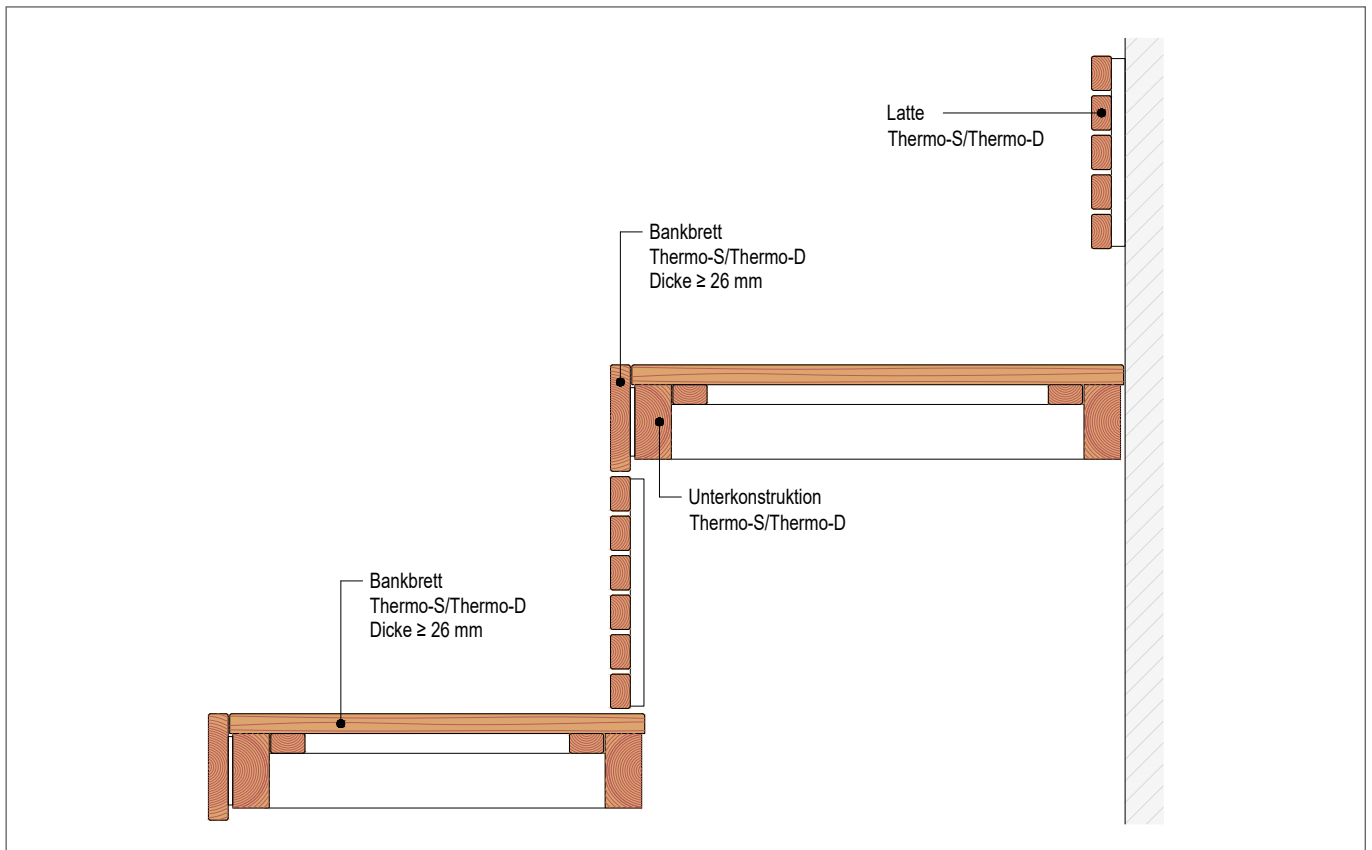 Latte
Thermo-S/Thermo-D
Bankbrett
Thermo-S/Thermo-D
Dicke ≥ 26 mm
Unterkonstruktion
Thermo-S/Thermo-D
Bankbrett
Thermo-S/Thermo-D
Dicke ≥ 26 mm